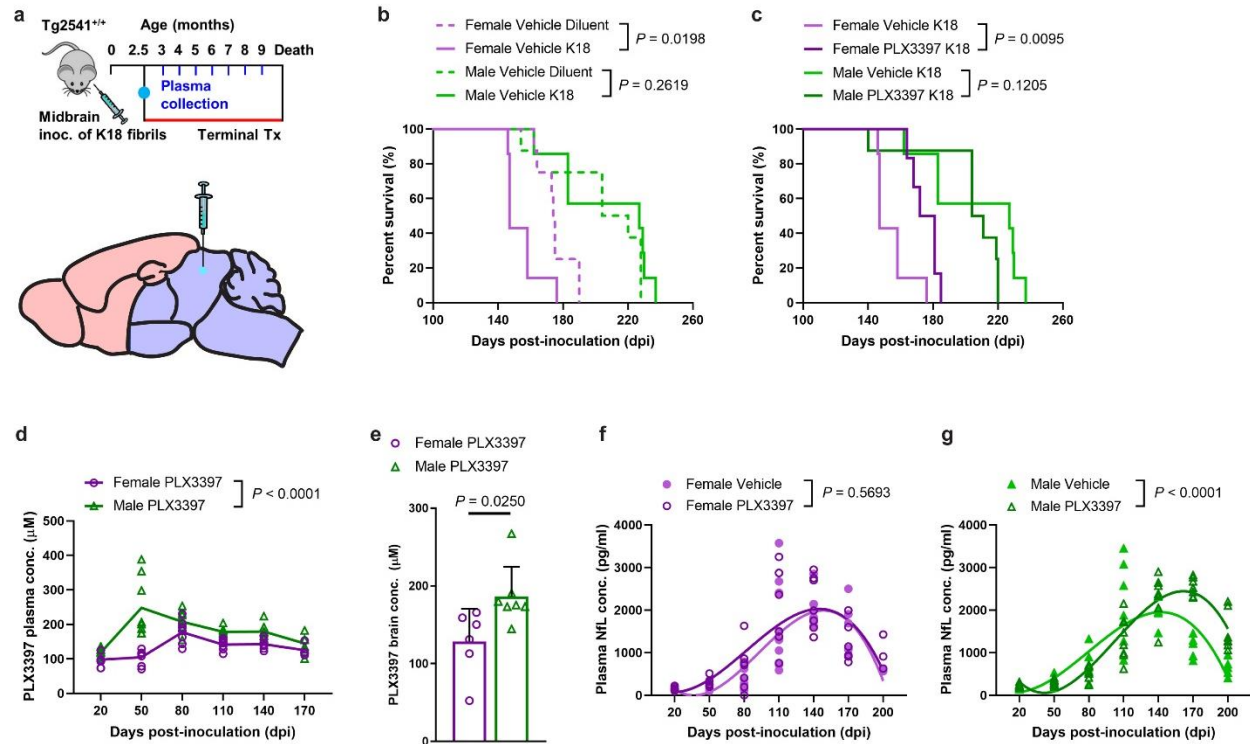 a
Tg2541+/+
Age (months)
0 2.5 3 4 5 6 7 8 9 Death
Plasma
collection
Midbrain
inoc. of K18 fibrils
Terminal Tx
b
Female Vehicle Diluent
Female Vehicle K18
P = 0.0198
Male Vehicle Diluent
Male Vehicle K18
P = 0.2619
Percent survival (%)
100
80
60
40
20
0
100 140 180 220 260
Days post-inoculation (dpi)
c
Female Vehicle K18
Female PLX3397 K18
P = 0.0095
Male Vehicle K18
Male PLX3397 K18
P = 0.1205
Percent survival (%)
100
80
60
40
20
0
100 140 180 220 260
Days post-inoculation (dpi)
d
Female PLX3397
Male PLX3397
P < 0.0001
PLX3397 plasma conc. (μM)
500
400
300
200
100
0
20 50 80 110 140 170
Days post-inoculation (dpi)
e
Female PLX3397
Male PLX3397
P = 0.0250
PLX3397 brain conc. (μM)
300
200
100
0
f
Female Vehicle
Female PLX3397
P = 0.5693
Plasma NfL conc. (pg/ml)
4000
3000
2000
1000
0
20 50 80 110 140 170 200
Days post-inoculation (dpi)
g
Male Vehicle
Male PLX3397
P < 0.0001
Plasma NfL conc. (pg/ml)
4000
3000
2000
1000
0
20 50 80 110 140 170 200
Days post-inoculation (dpi)